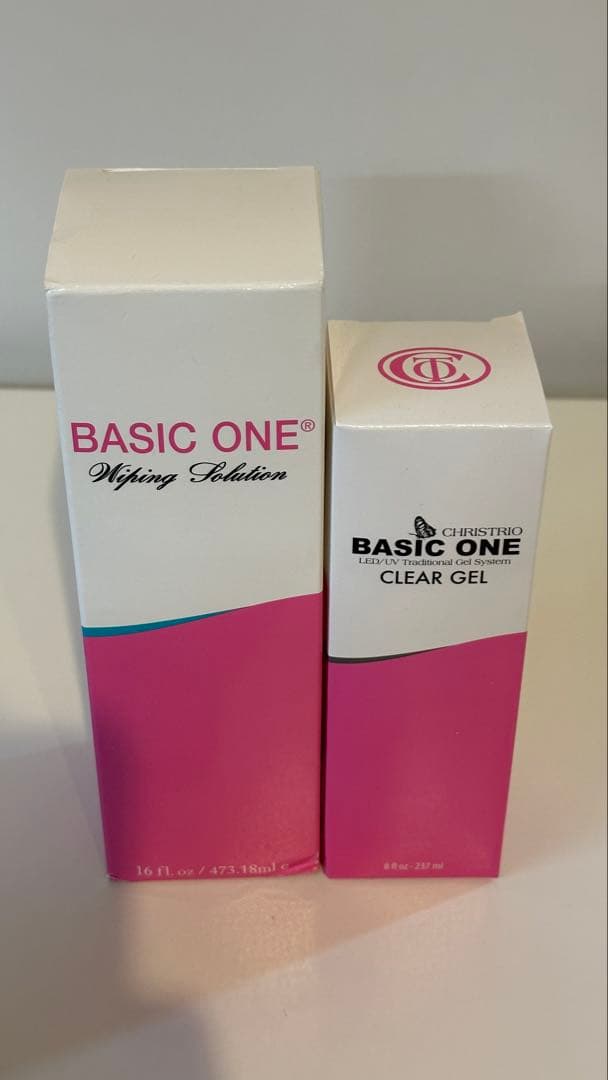 BASIC ONE®
Wiping Solution
16 fl. oz / 473.18ml
CHRISTRIO
BASIC ONE
LED/UV Traditional Gel System
CLEAR GEL
8 fl oz - 237 ml